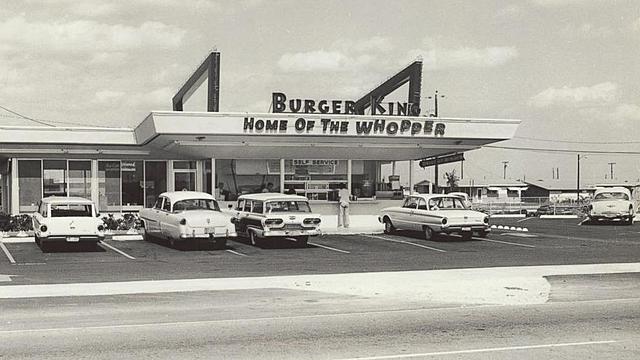 BURGER KING
HOME OF THE WHOPPER
SELF SERVICE